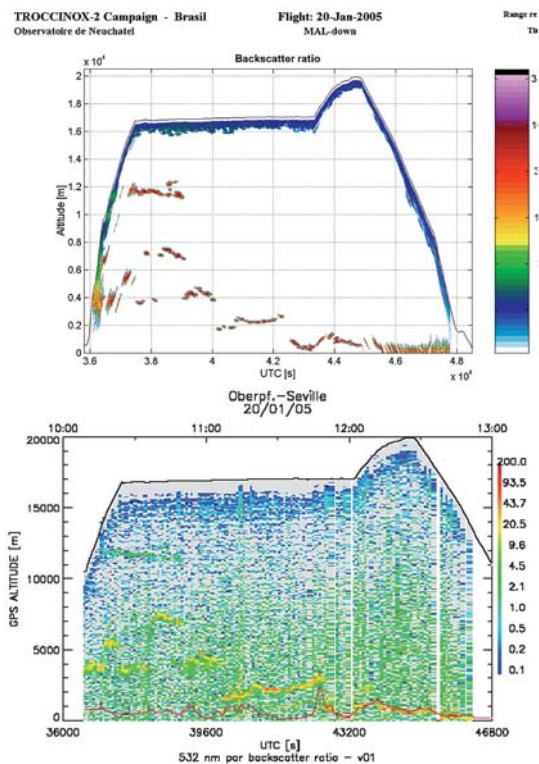 TROCCINOX-2 Campaign - Brasil Flight: 20-Jan-2005 Range re
Observatoire de Neuchatel MAL-down
Backscatter ratio
x 10⁴
2
1.8
1.6
1.4
1.2
1
0.8
0.6
0.4
0.2
0
Altitude [m]
3.6 3.8 4 4.2 4.4 4.6 4.8 5
UTC [s] x 10⁴
3
1
Oberpf.-Seville
20/01/05
10:00 11:00 12:00 13:00
20000
15000
10000
5000
0
GPS ALTITUDE [m]
36000 39600 43200 46800
UTC [s]
200.0
93.5
43.7
20.5
9.6
4.5
2.1
1.0
0.5
0.2
0.1
532 nm par backscatter ratio - v01